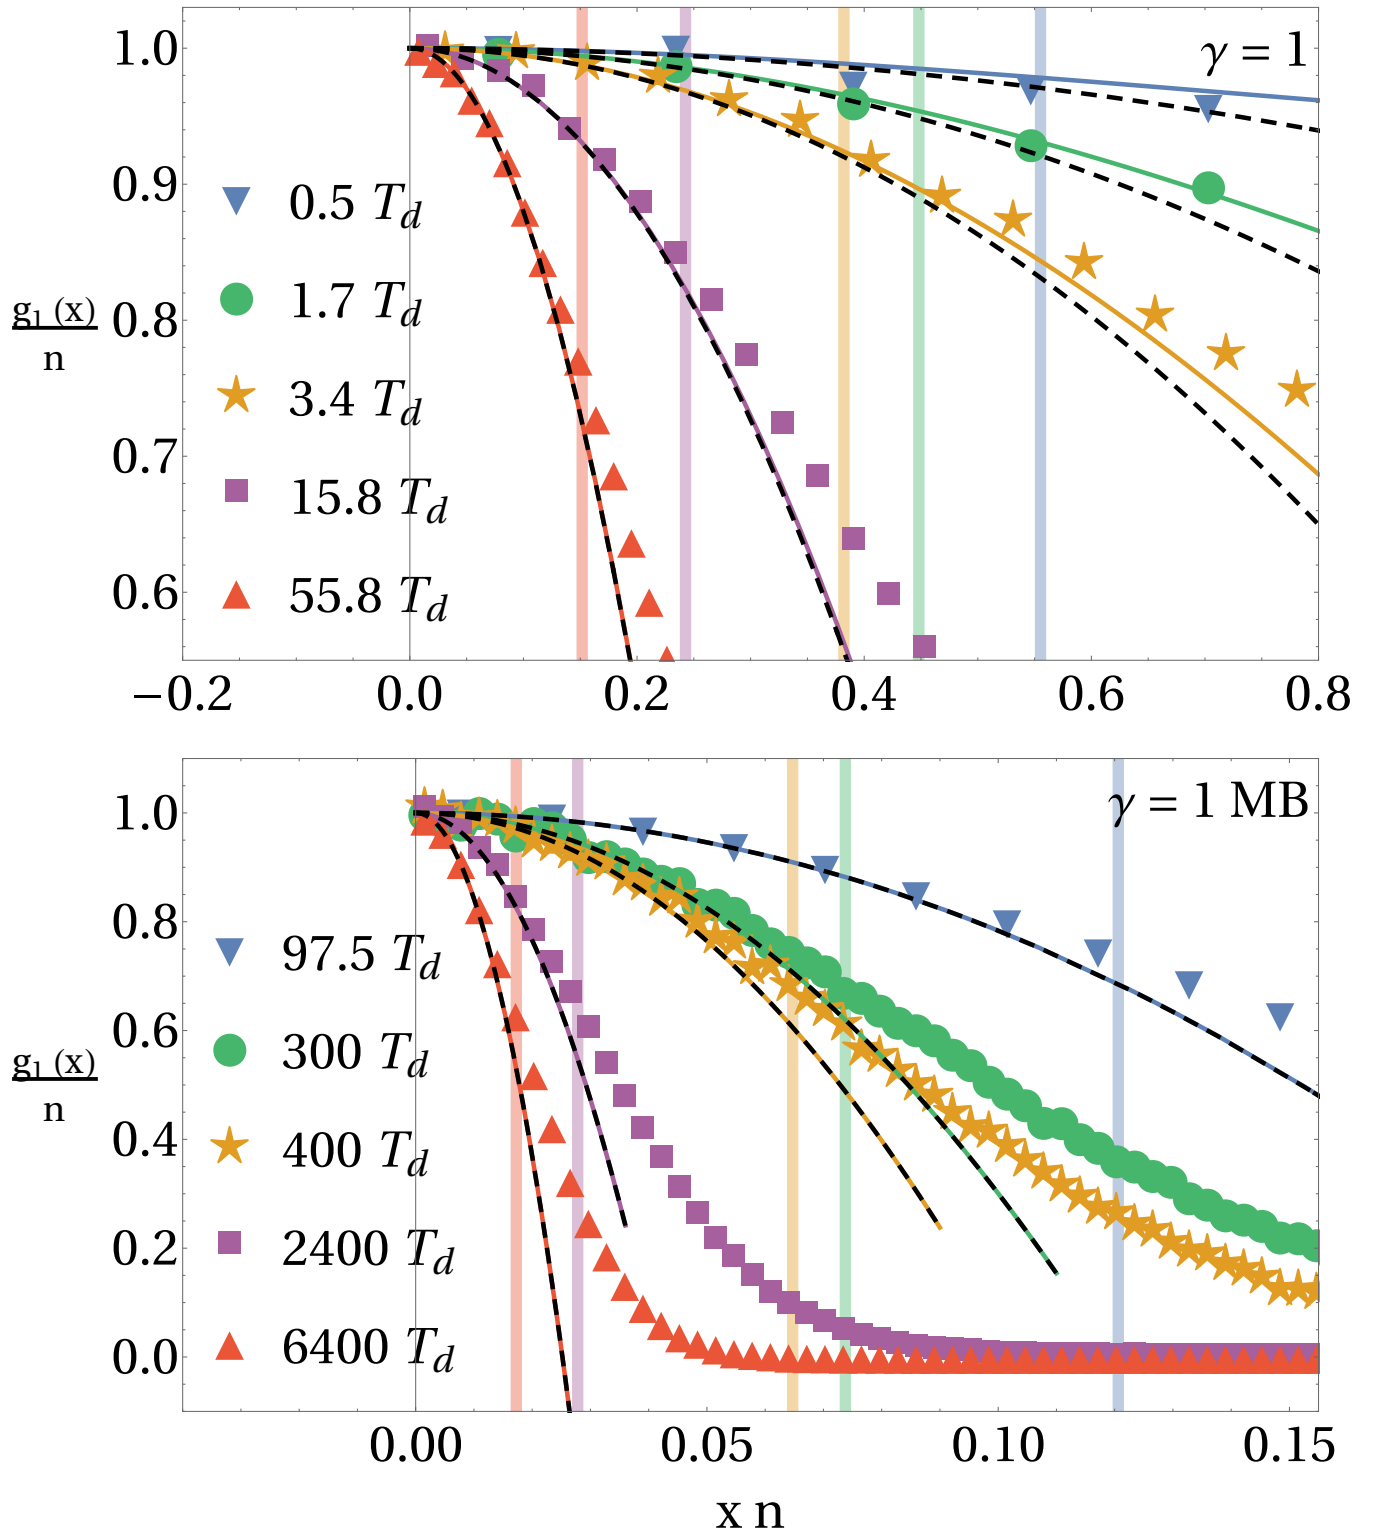 γ = 1
1.0
0.9
0.8
0.7
0.6
g₁ (x)
n
0.5 T_d
1.7 T_d
3.4 T_d
15.8 T_d
55.8 T_d
−0.2
0.0
0.2
0.4
0.6
0.8
γ = 1 MB
1.0
0.8
0.6
0.4
0.2
0.0
g₁ (x)
n
97.5 T_d
300 T_d
400 T_d
2400 T_d
6400 T_d
0.00
0.05
0.10
0.15
x n